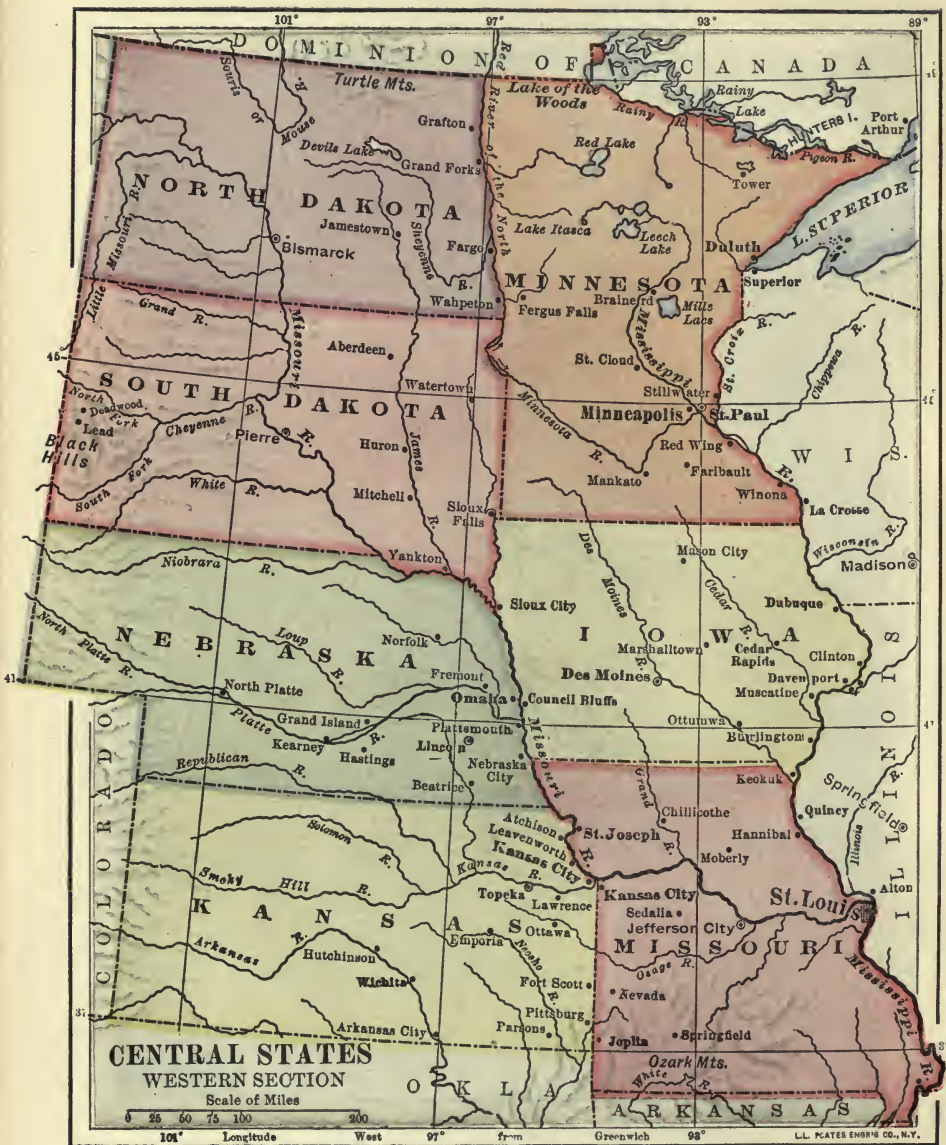 101° 97° 93° 89°
DOMINION OF CANADA
49
Souris
or
Mouse
R.
Turtle Mts.
Red River of the North
Lake of the
Woods
Rainy R.
Rainy
Lake
HUNTERS I.
Port
Arthur
Pigeon R.
Grafton
Devils Lake
Grand Forks
Red Lake
Tower
NORTH DAKOTA
Jamestown
Sheyenne R.
Fargo
Lake Itasca
Leech
Lake
Duluth
L. SUPERIOR
Little Missouri R.
Bismarck
Superior
MINNESOTA
Wahpeton
Fergus Falls
Brainerd
Mills
Lacs
Grand R.
Missouri R.
Aberdeen
Mississippi
St. Cloud
St. Croix R.
Chippewa R.
45
SOUTH DAKOTA
Watertown
Stillwater
45
North Fork
Deadwood
Lead
Cheyenne R.
Pierre
Black
Hills
South Fork
White R.
Huron
James R.
Mitchell
Sioux
Falls
Minnesota R.
Minneapolis
St. Paul
Red Wing
Mankato
Faribault
Winona
R.
WIS.
La Crosse
Wisconsin R.
Madison
Yankton
Niobrara R.
Sioux City
Des Moines R.
Mason City
Cedar R.
Dubuque
North Platte R.
NEBRASKA
Loup R.
Norfolk
IOWA
Marshalltown
Cedar
Rapids
Clinton
Fremont
Des Moines
Davenport
Muscatine
41
North Platte
Omaha
Council Bluffs
Platte R.
Grand Island
Plattsmouth
Ottumwa
41
Kearney
Hastings
Lincoln
Burlington
Republican R.
Nebraska
City
Beatrice
Missouri R.
Keokuk
ILLINOIS
COLORADO
Grand R.
Chillicothe
Quincy
Springfield
Illinois R.
Solomon R.
Atchison
Leavenworth
Kansas City
St. Joseph
Hannibal
Moberly
Smoky Hill R.
Kansas R.
Topeka
Lawrence
Kansas City
St. Louis
Alton
KANSAS
Sedalia
Jefferson City
Ottawa
Emporia
MISSOURI
Arkansas R.
Hutchinson
Neosho R.
Osage R.
Mississippi R.
Wichita
Fort Scott
Nevada
37
Pittsburg
Arkansas City
Parsons
Joplin
Springfield
Ozark Mts.
White R.
CENTRAL STATES
WESTERN SECTION
Scale of Miles
0 25 50 75 100 200
OKLA.
ARKANSAS
101° Longitude West 97° from Greenwich 93°
L.L. POATES ENGR'G CO., N.Y.